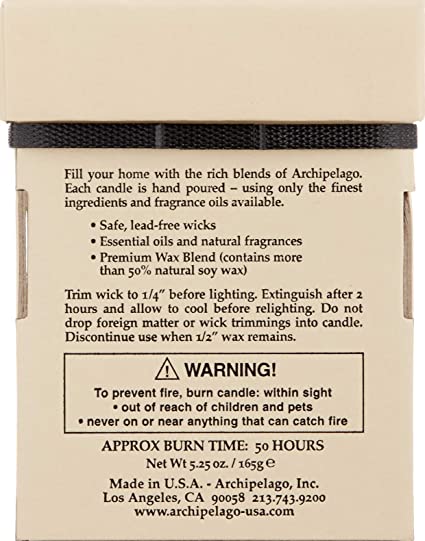 Fill your home with the rich blends of Archipelago.
Each candle is hand poured – using only the finest
ingredients and fragrance oils available.
• Safe, lead-free wicks
• Essential oils and natural fragrances
• Premium Wax Blend (contains more
than 50% natural soy wax)
Trim wick to 1/4" before lighting. Extinguish after 2
hours and allow to cool before relighting. Do not
drop foreign matter or wick trimmings into candle.
Discontinue use when 1/2" wax remains.
⚠ WARNING!
To prevent fire, burn candle: within sight
• out of reach of children and pets
• never on or near anything that can catch fire
APPROX BURN TIME: 50 HOURS
Net Wt 5.25 oz. / 165g ℮
Made in U.S.A. - Archipelago, Inc.
Los Angeles, CA 90058 213.743.9200
www.archipelago-usa.com